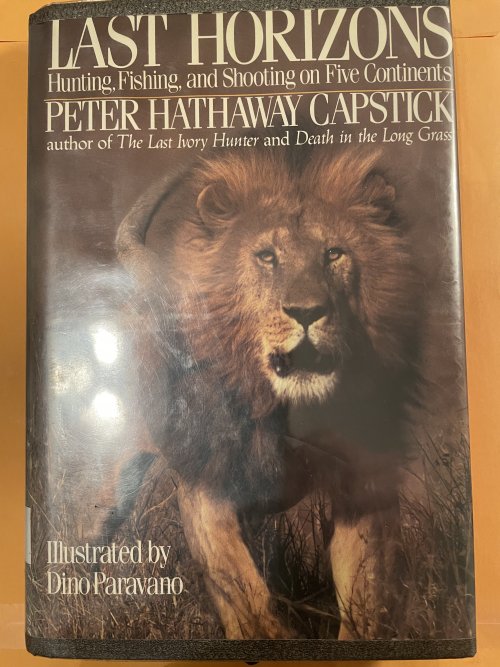 LAST HORIZONS
Hunting, Fishing, and Shooting on Five Continents
PETER HATHAWAY CAPSTICK
author of The Last Ivory Hunter and Death in the Long Grass
Illustrated by
Dino Paravano